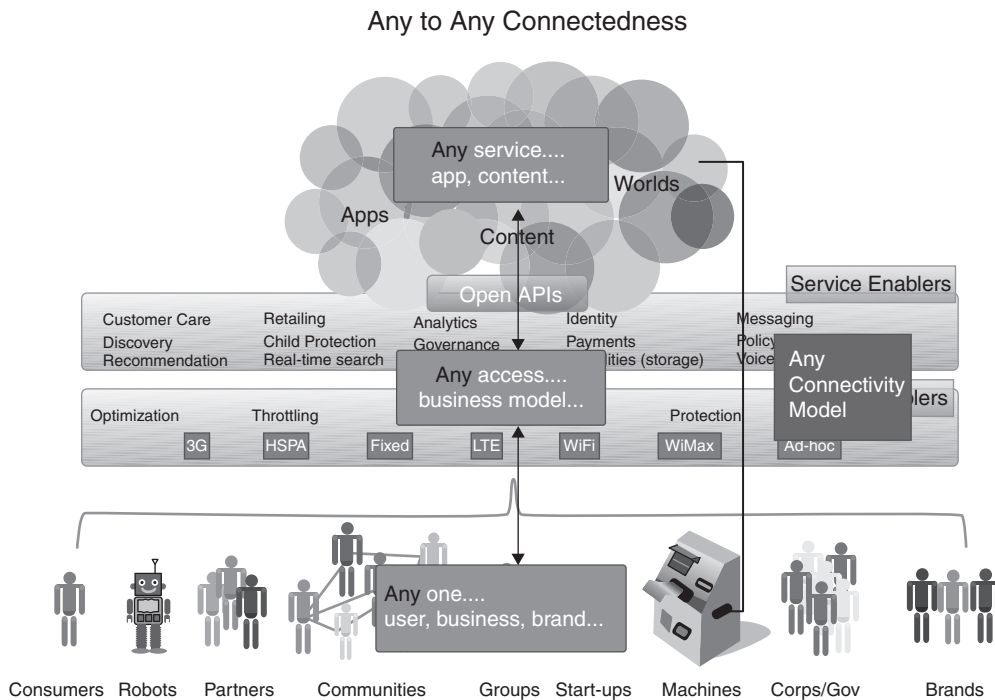 Any to Any Connectedness
Any service....
app, content...
Worlds
Apps
Content
Open APIs
Service Enablers
Customer Care
Retailing
Analytics
Identity
Messaging
Discovery
Child Protection
Governance
Payments
Recommendation
Real-time search
(storage)
Voice
Any access....
business model...
Any
Connectivity
Model
Optimization
Throttling
Protection
3G
HSPA
Fixed
LTE
WiFi
WiMax
Ad-hoc
Any one....
user, business, brand...
Consumers
Robots
Partners
Communities
Groups
Start-ups
Machines
Corps/Gov
Brands